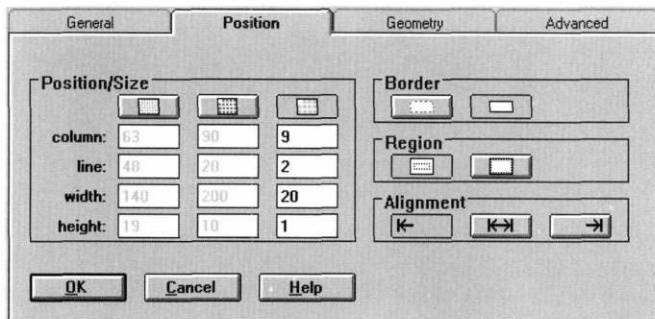 General Position Geometry Advanced
Position/Size Border
column: 63 90 9
line: 48 20 2
Region
width: 140 200 20
height: 19 10 1
Alignment
OK Cancel Help